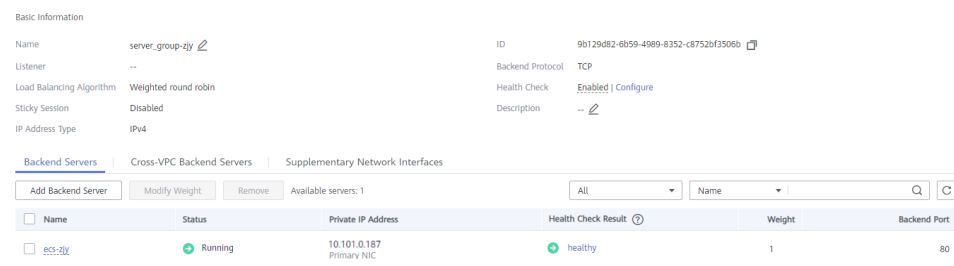 Basic Information
Name server_group-zjy ID 9b129d82-6b59-4989-8352-c8752bf3506b
Listener -- Backend Protocol TCP
Load Balancing Algorithm Weighted round robin Health Check Enabled | Configure
Sticky Session Disabled Description --
IP Address Type IPv4
Backend Servers Cross-VPC Backend Servers Supplementary Network Interfaces
Add Backend Server Modify Weight Remove Available servers: 1 All Name
Name Status Private IP Address Health Check Result Weight Backend Port
ecs-zjy Running 10.101.0.187 healthy 1 80
Primary NIC